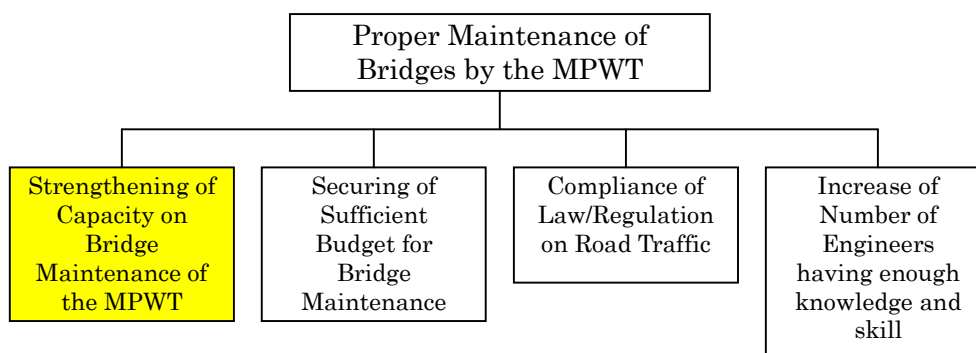 Proper Maintenance of
Bridges by the MPWT
Strengthening of
Capacity on
Bridge
Maintenance of
the MPWT
Securing of
Sufficient
Budget for
Bridge
Maintenance
Compliance of
Law/Regulation
on Road Traffic
Increase of
Number of
Engineers
having enough
knowledge and
skill